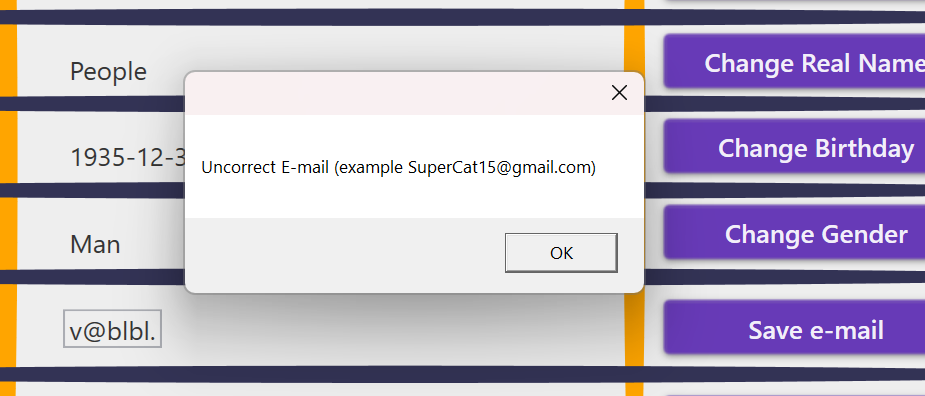 People
Change Real Name
1935-12-3
Change Birthday
Uncorrect E-mail (example SuperCat15@gmail.com)
Man
Change Gender
OK
v@blbl.
Save e-mail